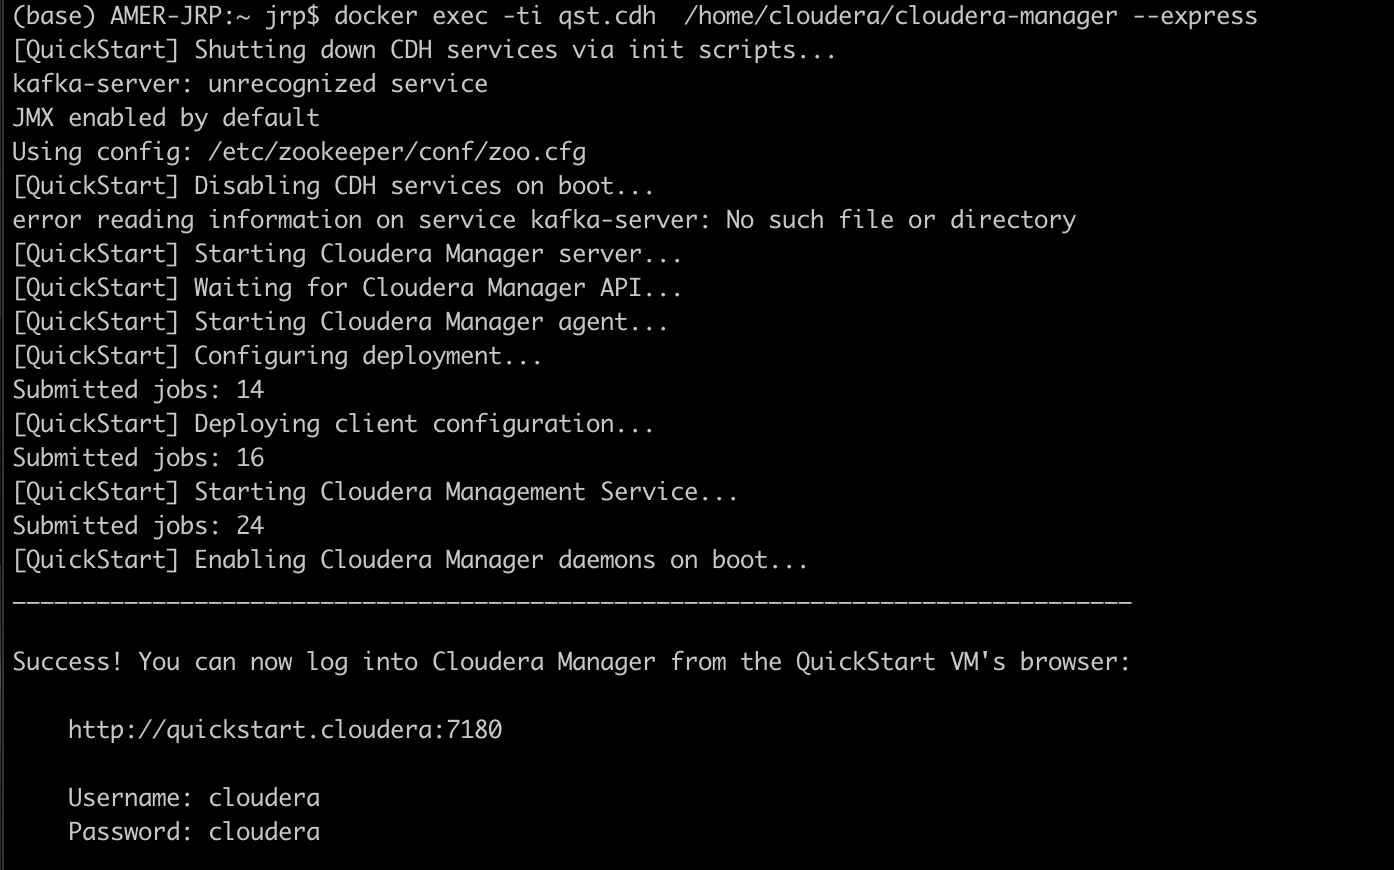 (base) AMER-JRP:~ jrp$ docker exec -ti qst.cdh  /home/cloudera/cloudera-manager --express
[QuickStart] Shutting down CDH services via init scripts...
kafka-server: unrecognized service
JMX enabled by default
Using config: /etc/zookeeper/conf/zoo.cfg
[QuickStart] Disabling CDH services on boot...
error reading information on service kafka-server: No such file or directory
[QuickStart] Starting Cloudera Manager server...
[QuickStart] Waiting for Cloudera Manager API...
[QuickStart] Starting Cloudera Manager agent...
[QuickStart] Configuring deployment...
Submitted jobs: 14
[QuickStart] Deploying client configuration...
Submitted jobs: 16
[QuickStart] Starting Cloudera Management Service...
Submitted jobs: 24
[QuickStart] Enabling Cloudera Manager daemons on boot...
________________________________________________________________________________
Success! You can now log into Cloudera Manager from the QuickStart VM's browser:
http://quickstart.cloudera:7180
Username: cloudera
Password: cloudera